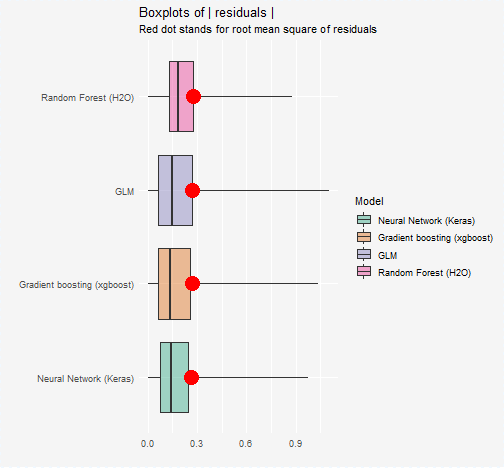 Boxplots of | residuals |
Red dot stands for root mean square of residuals
Random Forest (H2O)
GLM
Gradient boosting (xgboost)
Neural Network (Keras)
0.0 0.3 0.6 0.9
Model
Neural Network (Keras)
Gradient boosting (xgboost)
GLM
Random Forest (H2O)